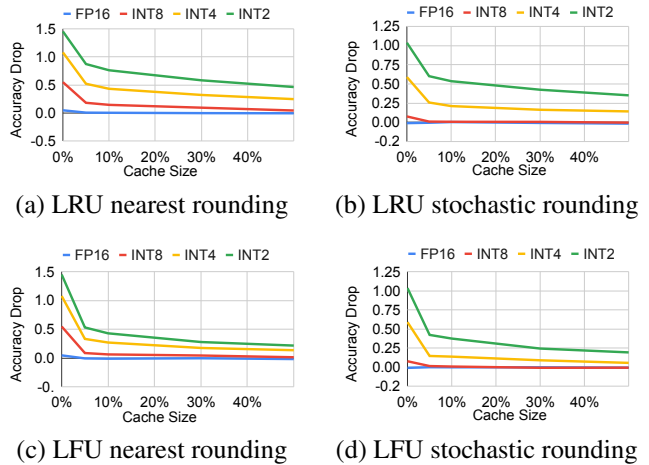 FP16 INT8 INT4 INT2
1.5
1.0
0.5
0.0
-0.5
Accuracy Drop
0% 10% 20% 30% 40%
Cache Size
(a) LRU nearest rounding
FP16 INT8 INT4 INT2
1.25
1.00
0.75
0.50
0.25
0.00
-0.2
Accuracy Drop
0% 10% 20% 30% 40%
Cache Size
(b) LRU stochastic rounding
FP16 INT8 INT4 INT2
1.5
1.0
0.5
0.0
-0.
Accuracy Drop
0% 10% 20% 30% 40%
Cache Size
(c) LFU nearest rounding
FP16 INT8 INT4 INT2
1.25
1.00
0.75
0.50
0.25
0.00
-0.2
Accuracy Drop
0% 10% 20% 30% 40%
Cache Size
(d) LFU stochastic rounding